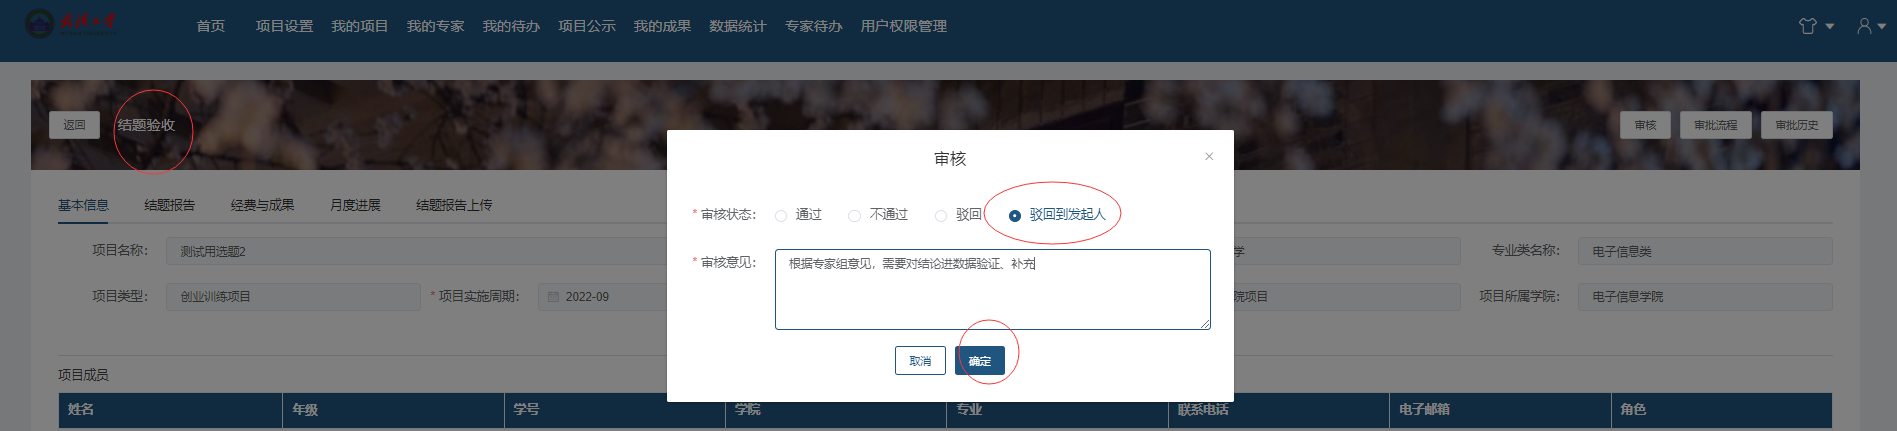 武汉大学
首页 项目设置 我的项目 我的专家 我的待办 项目公示 我的成果 数据统计 专家待办 用户权限管理
返回 结题验收 审核 审批流程 审批历史
审核
基本信息 结题报告 经费与成果 月度进展 结题报告上传
* 审核状态： 通过 不通过 驳回 驳回到发起人
项目名称： 测试用选题2 学 专业类名称： 电子信息类
* 审核意见： 根据专家组意见，需要对结论进数据验证、补充
项目类型： 创业训练项目 * 项目实施周期： 2022-09 院项目 项目所属学院： 电子信息学院
取消 确定
项目成员
姓名 年级 学号 学院 专业 联系电话 电子邮箱 角色